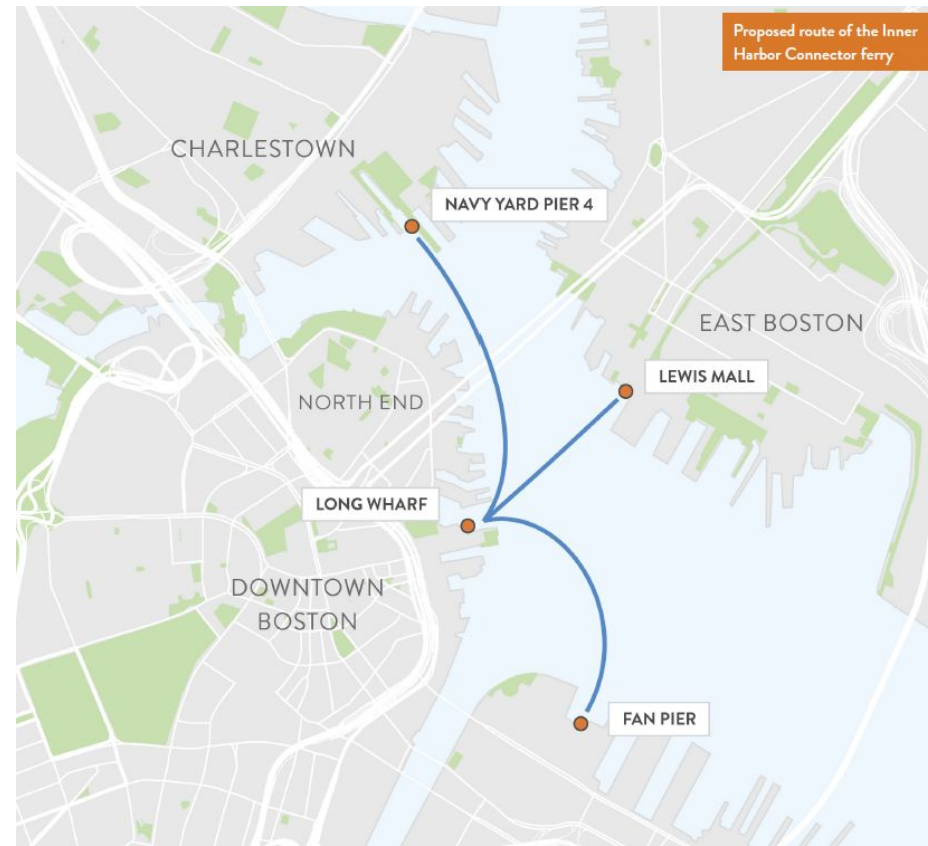 Proposed route of the Inner
Harbor Connector ferry
CHARLESTOWN
NAVY YARD PIER 4
EAST BOSTON
LEWIS MALL
NORTH END
LONG WHARF
DOWNTOWN
BOSTON
FAN PIER